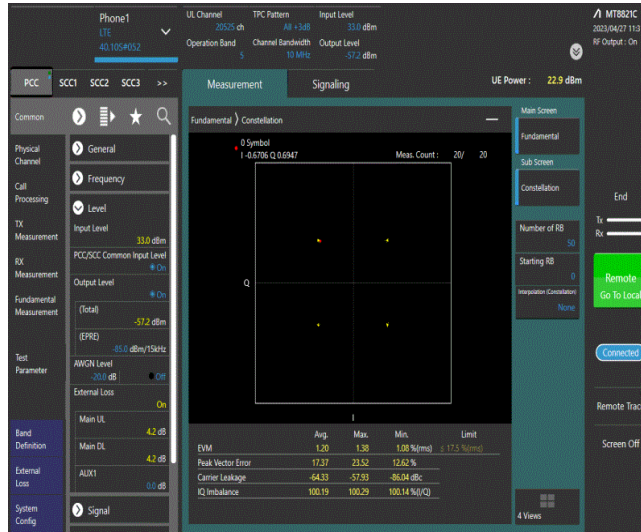 Phone1
LTE
40.10S#052
UL Channel
20525 ch
TPC Pattern
All +3dB
Input Level
33.0 dBm
Operation Band
5
Channel Bandwidth
10 MHz
Output Level
-57.2 dBm
MT8821C
2023/04/27 11:3
RF Output : On
PCC SCC1 SCC2 SCC3 >>
Measurement
Signaling
UE Power : 22.9 dBm
Common
Physical
Channel
Call
Processing
TX
Measurement
RX
Measurement
Fundamental
Measurement
Test
Parameter
Band
Definition
External
Loss
System
Config
General
Frequency
Level
Input Level
33.0 dBm
PCC/SCC Common Input Level
On
Output Level
On
(Total)
-57.2 dBm
(EPRE)
-85.0 dBm/15kHz
AWGN Level
-20.0 dB Off
External Loss
On
Main UL
4.2 dB
Main DL
4.2 dB
AUX1
0.0 dB
Signal
Fundamental Constellation
0 Symbol
I -0.6706 Q 0.6947
Meas. Count : 20/ 20
Q
I
Avg. Max. Min. Limit
EVM 1.20 1.38 1.08 %(rms) ≤ 17.5 %(rms)
Peak Vector Error 17.37 23.52 12.62 %
Carrier Leakage -64.33 -57.93 -86.04 dBc
IQ Imbalance 100.19 100.29 100.14 %(I/Q)
Main Screen
Fundamental
Sub Screen
Constellation
Number of RB
50
Starting RB
0
Interpolation (Constellation)
None
4 Views
End
Tx
Rx
Remote
Go To Local
Connected
Remote Trac
Screen Off